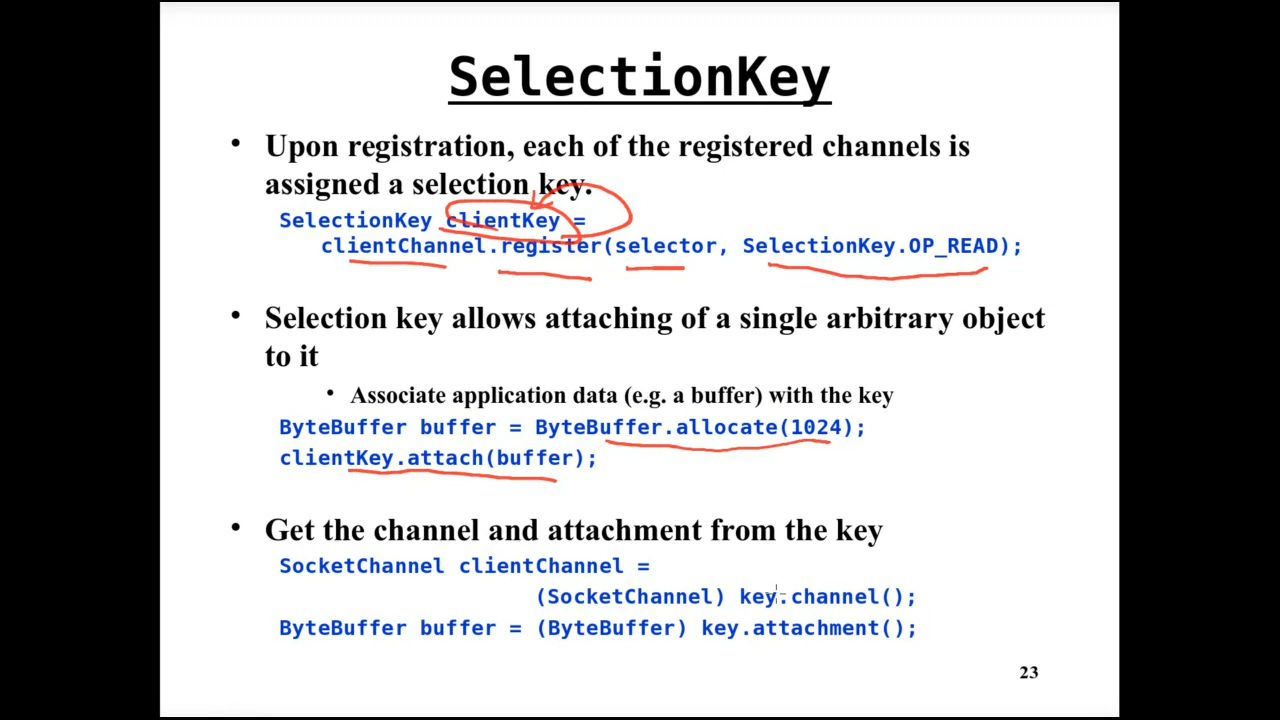 SelectionKey
• Upon registration, each of the registered channels is
assigned a selection key.
SelectionKey clientKey =
clientChannel.register(selector, SelectionKey.OP_READ);
• Selection key allows attaching of a single arbitrary object
to it
• Associate application data (e.g. a buffer) with the key
ByteBuffer buffer = ByteBuffer.allocate(1024);
clientKey.attach(buffer);
• Get the channel and attachment from the key
SocketChannel clientChannel =
(SocketChannel) key.channel();
ByteBuffer buffer = (ByteBuffer) key.attachment();
23